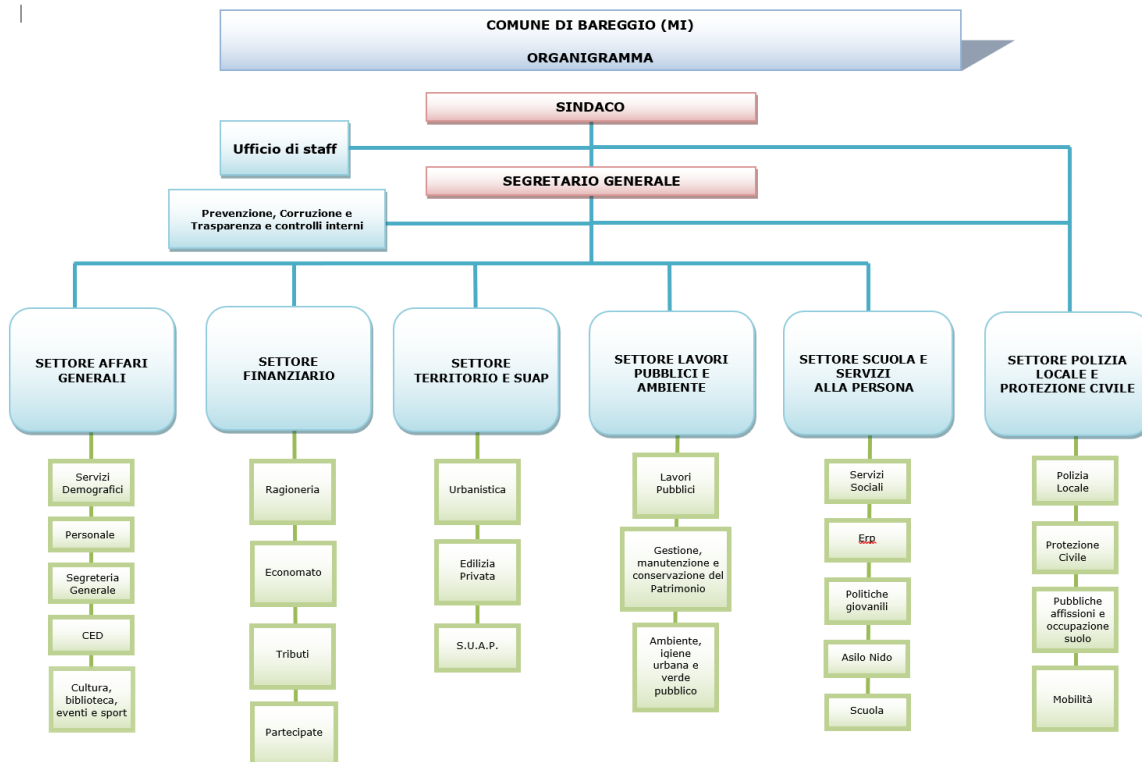 COMUNE DI BAREGGIO (MI)
ORGANIGRAMMA
SINDACO
Ufficio di staff
SEGRETARIO GENERALE
Prevenzione, Corruzione e
Trasparenza e controlli interni
SETTORE AFFARI
GENERALI
Servizi
Demografici
Personale
Segreteria
Generale
CED
Cultura,
biblioteca,
eventi e sport
SETTORE
FINANZIARIO
Ragioneria
Economato
Tributi
Partecipate
SETTORE
TERRITORIO E SUAP
Urbanistica
Edilizia
Privata
S.U.A.P.
SETTORE LAVORI
PUBBLICI E
AMBIENTE
Lavori
Pubblici
Gestione,
manutenzione e
conservazione del
Patrimonio
Ambiente,
igiene
urbana e
verde
pubblico
SETTORE SCUOLA E
SERVIZI
ALLA PERSONA
Servizi
Sociali
Erp
Politiche
giovanili
Asilo Nido
Scuola
SETTORE POLIZIA
LOCALE E
PROTEZIONE CIVILE
Polizia
Locale
Protezione
Civile
Pubbliche
affissioni e
occupazione
suolo
Mobilità